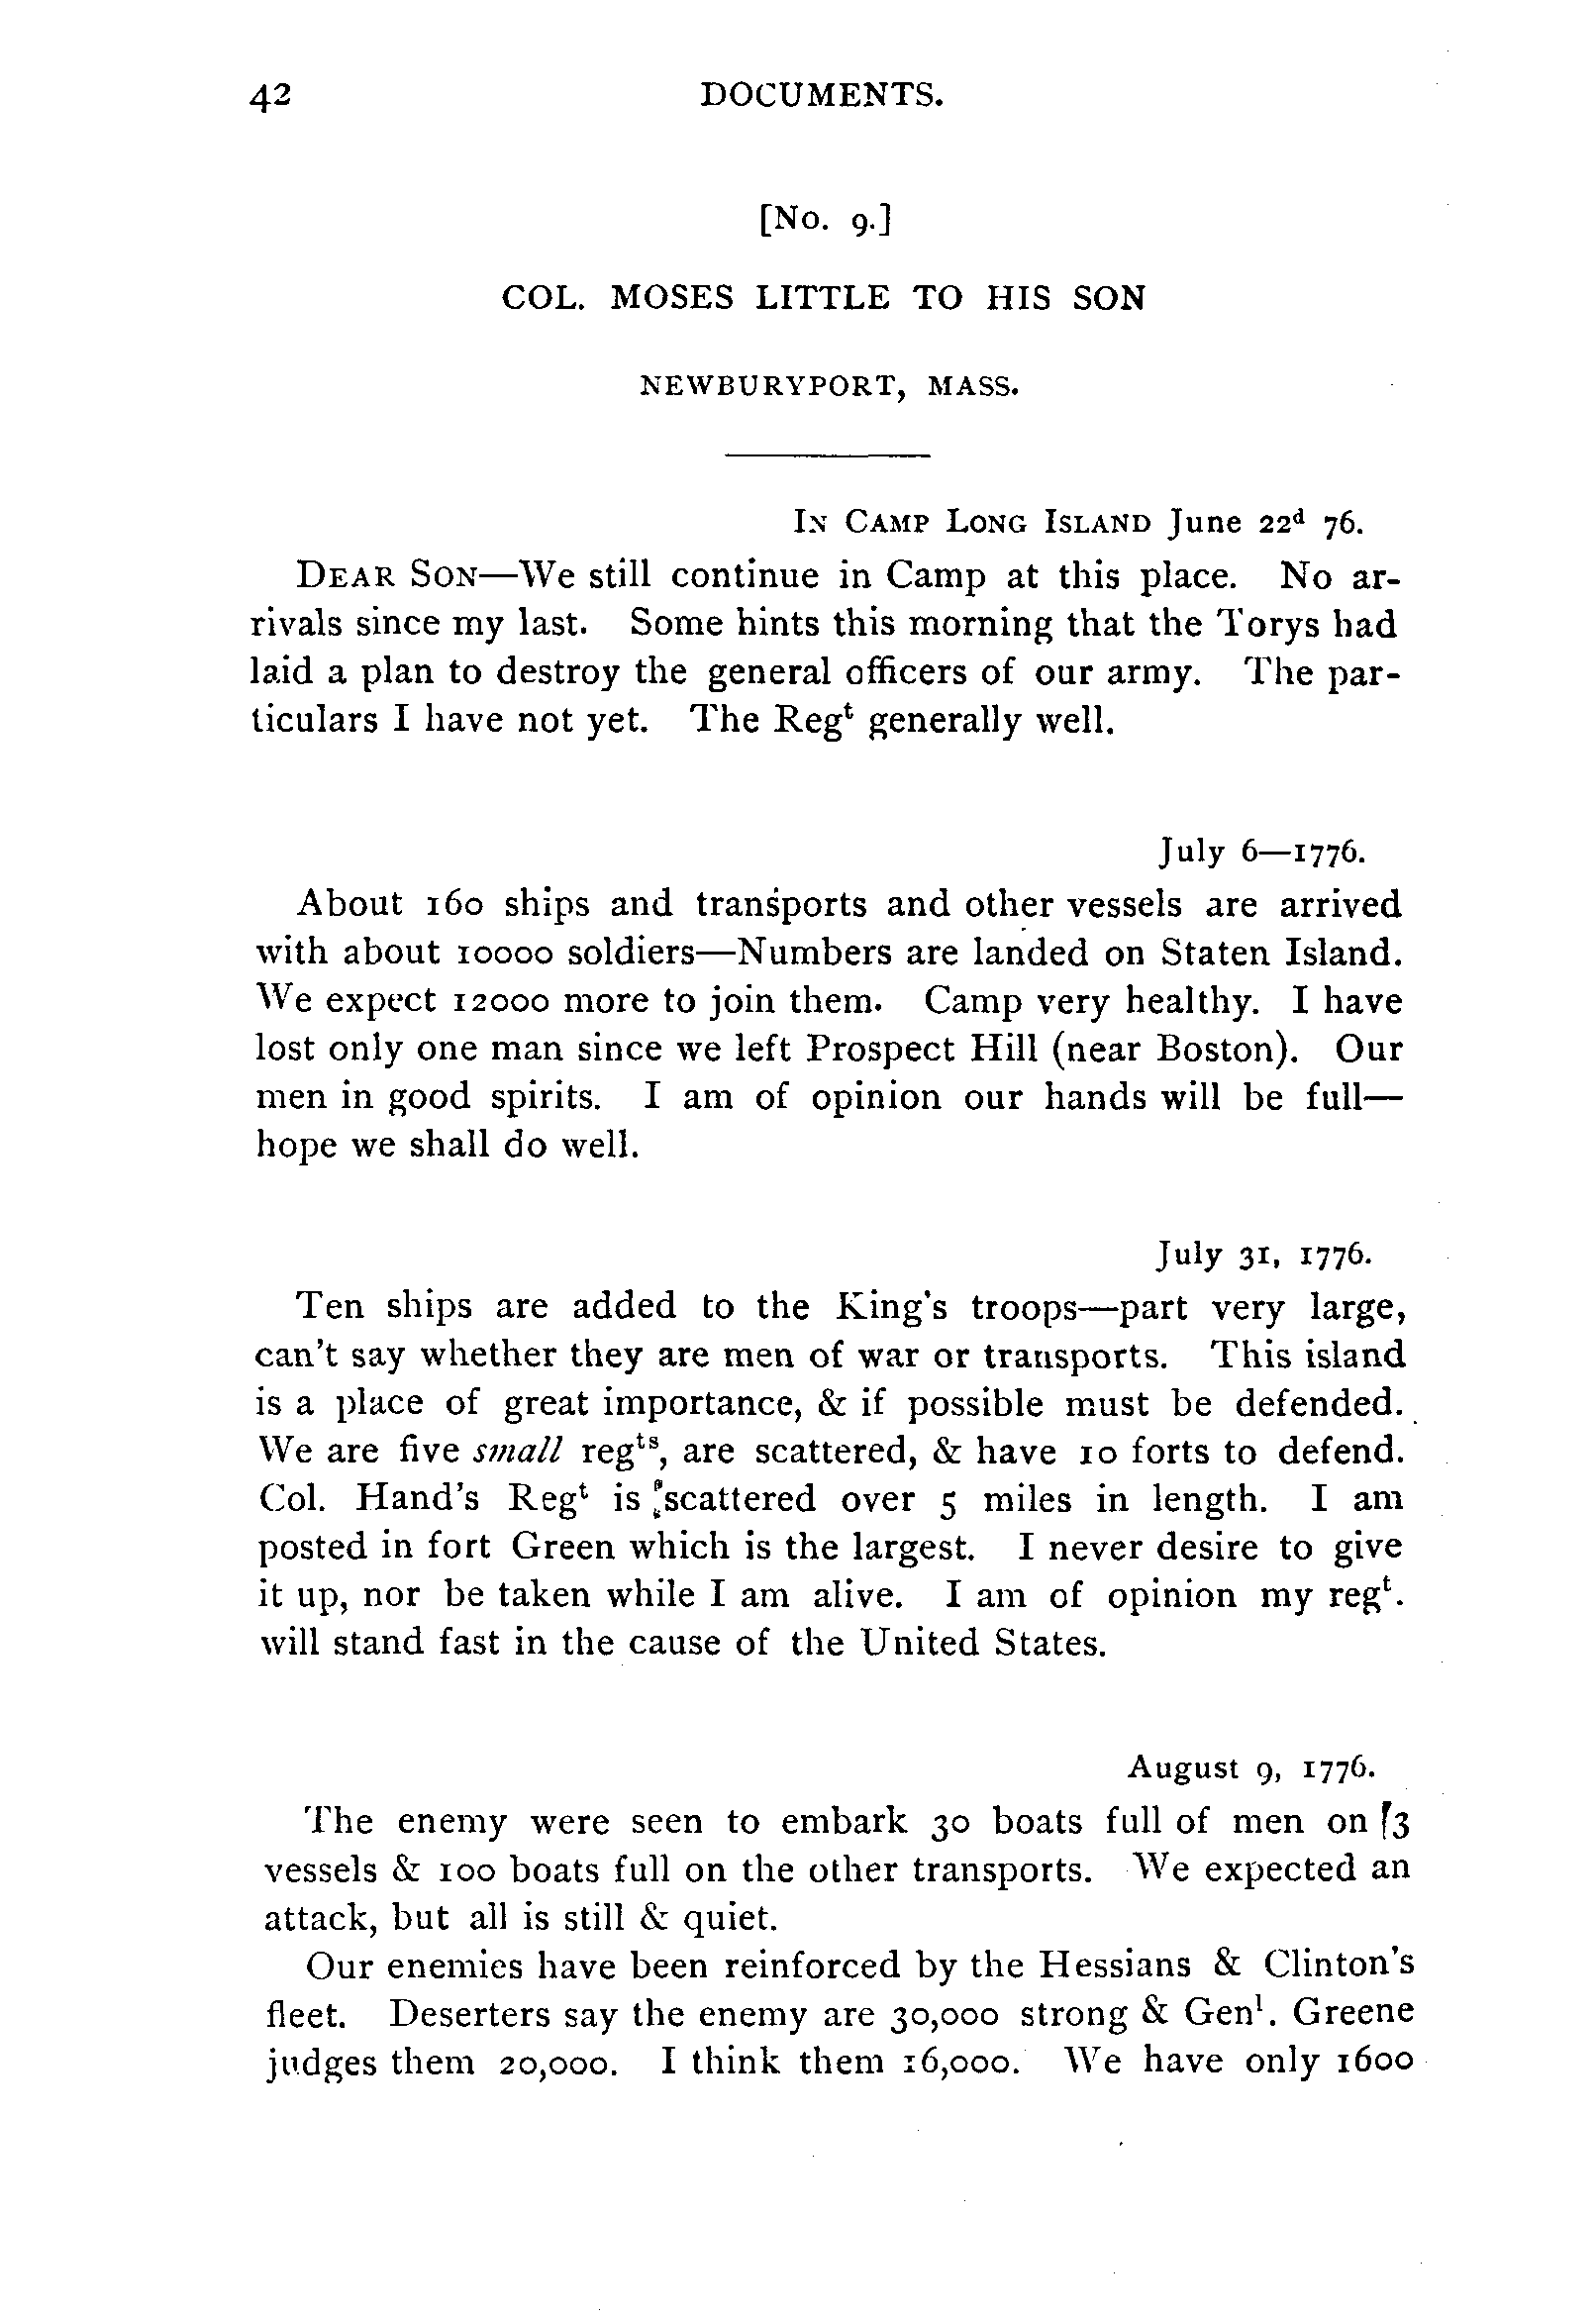 42 DOCUMENTS.
[No. 9.]
COL. MOSES LITTLE TO HIS SON
NEWBURYPORT, MASS.
In Camp Long Island June 22ᵈ 76.
Dear Son—We still continue in Camp at this place. No ar-
rivals since my last. Some hints this morning that the Torys had
laid a plan to destroy the general officers of our army. The par-
ticulars I have not yet. The Regᵗ generally well.
July 6—1776.
About 160 ships and transports and other vessels are arrived
with about 10000 soldiers—Numbers are landed on Staten Island.
We expect 12000 more to join them. Camp very healthy. I have
lost only one man since we left Prospect Hill (near Boston). Our
men in good spirits. I am of opinion our hands will be full—
hope we shall do well.
July 31, 1776.
Ten ships are added to the King's troops—part very large,
can't say whether they are men of war or transports. This island
is a place of great importance, & if possible must be defended.
We are five small regᵗˢ, are scattered, & have 10 forts to defend.
Col. Hand's Regᵗ is scattered over 5 miles in length. I am
posted in fort Green which is the largest. I never desire to give
it up, nor be taken while I am alive. I am of opinion my regᵗ.
will stand fast in the cause of the United States.
August 9, 1776.
The enemy were seen to embark 30 boats full of men on 3
vessels & 100 boats full on the other transports. We expected an
attack, but all is still & quiet.
Our enemies have been reinforced by the Hessians & Clinton's
fleet. Deserters say the enemy are 30,000 strong & Genˡ. Greene
judges them 20,000. I think them 16,000. We have only 1600